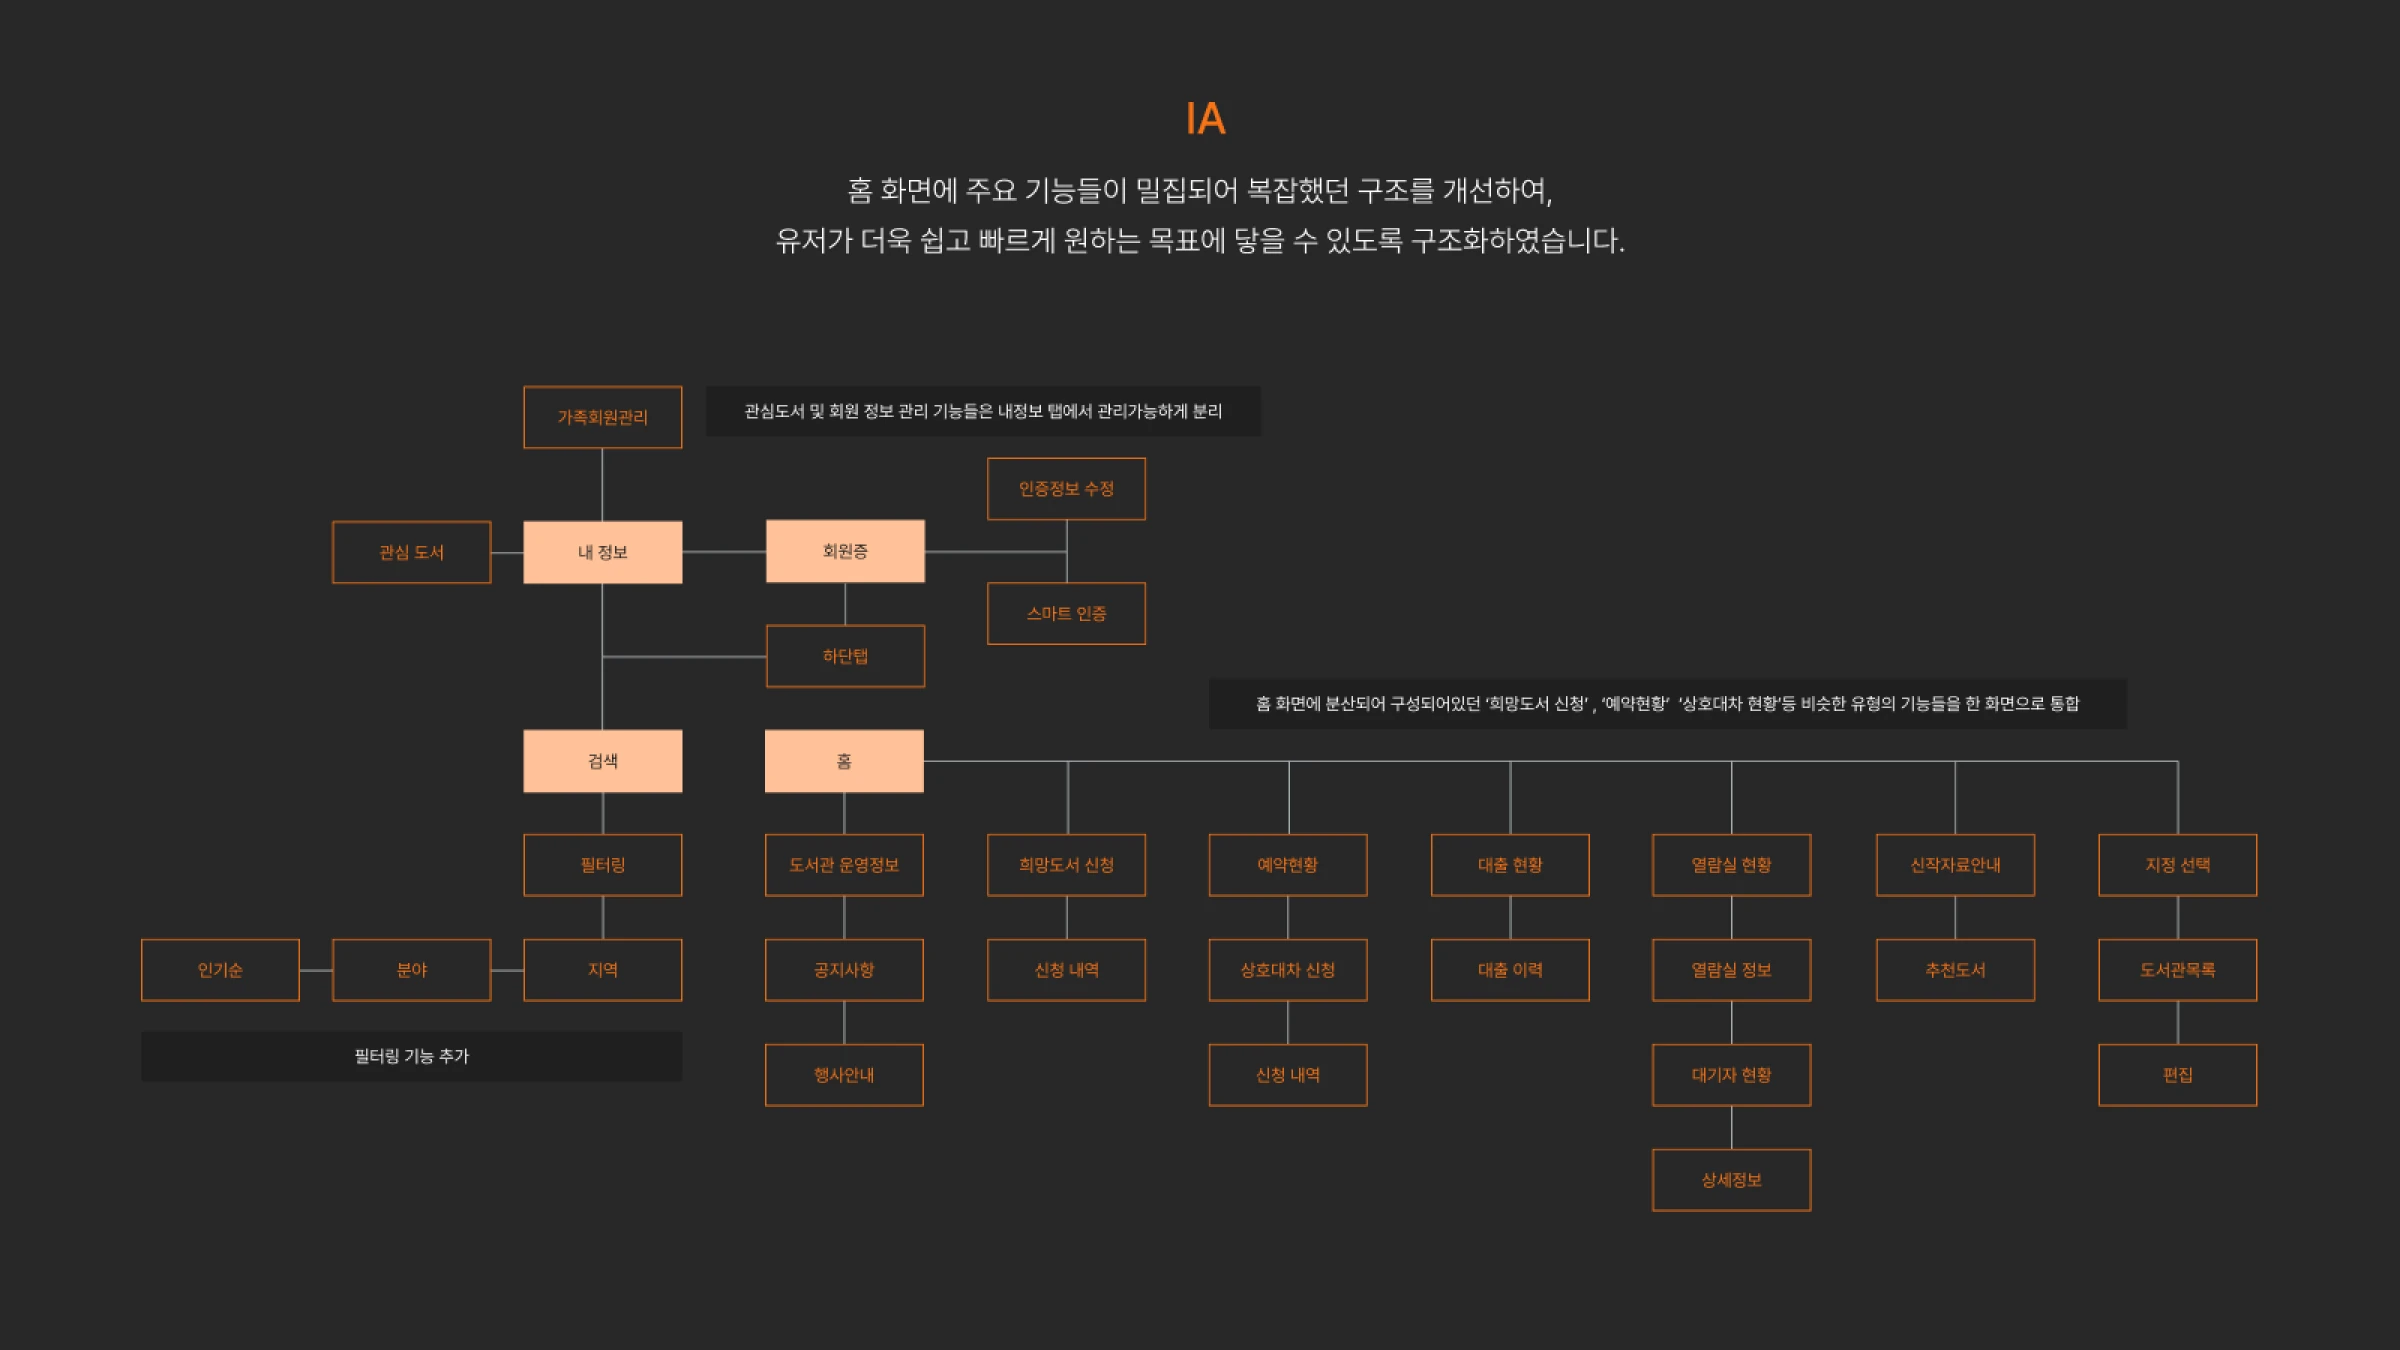 IA
홈 화면에 주요 기능들이 밀집되어 복잡했던 구조를 개선하여,
유저가 더욱 쉽고 빠르게 원하는 목표에 닿을 수 있도록 구조화하였습니다.
가족회원관리
관심도서 및 회원 정보 관리 기능들은 내정보 탭에서 관리가능하게 분리
인증정보 수정
관심 도서
내 정보
회원증
스마트 인증
하단탭
홈 화면에 분산되어 구성되어있던 ‘희망도서 신청’ , ‘예약현황’ ‘상호대차 현황’등 비슷한 유형의 기능들을 한 화면으로 통합
검색
홈
필터링
도서관 운영정보
희망도서 신청
예약현황
대출 현황
열람실 현황
신작자료안내
지정 선택
인기순
분야
지역
공지사항
신청 내역
상호대차 신청
대출 이력
열람실 정보
추천도서
도서관목록
필터링 기능 추가
행사안내
신청 내역
대기자 현황
편집
상세정보